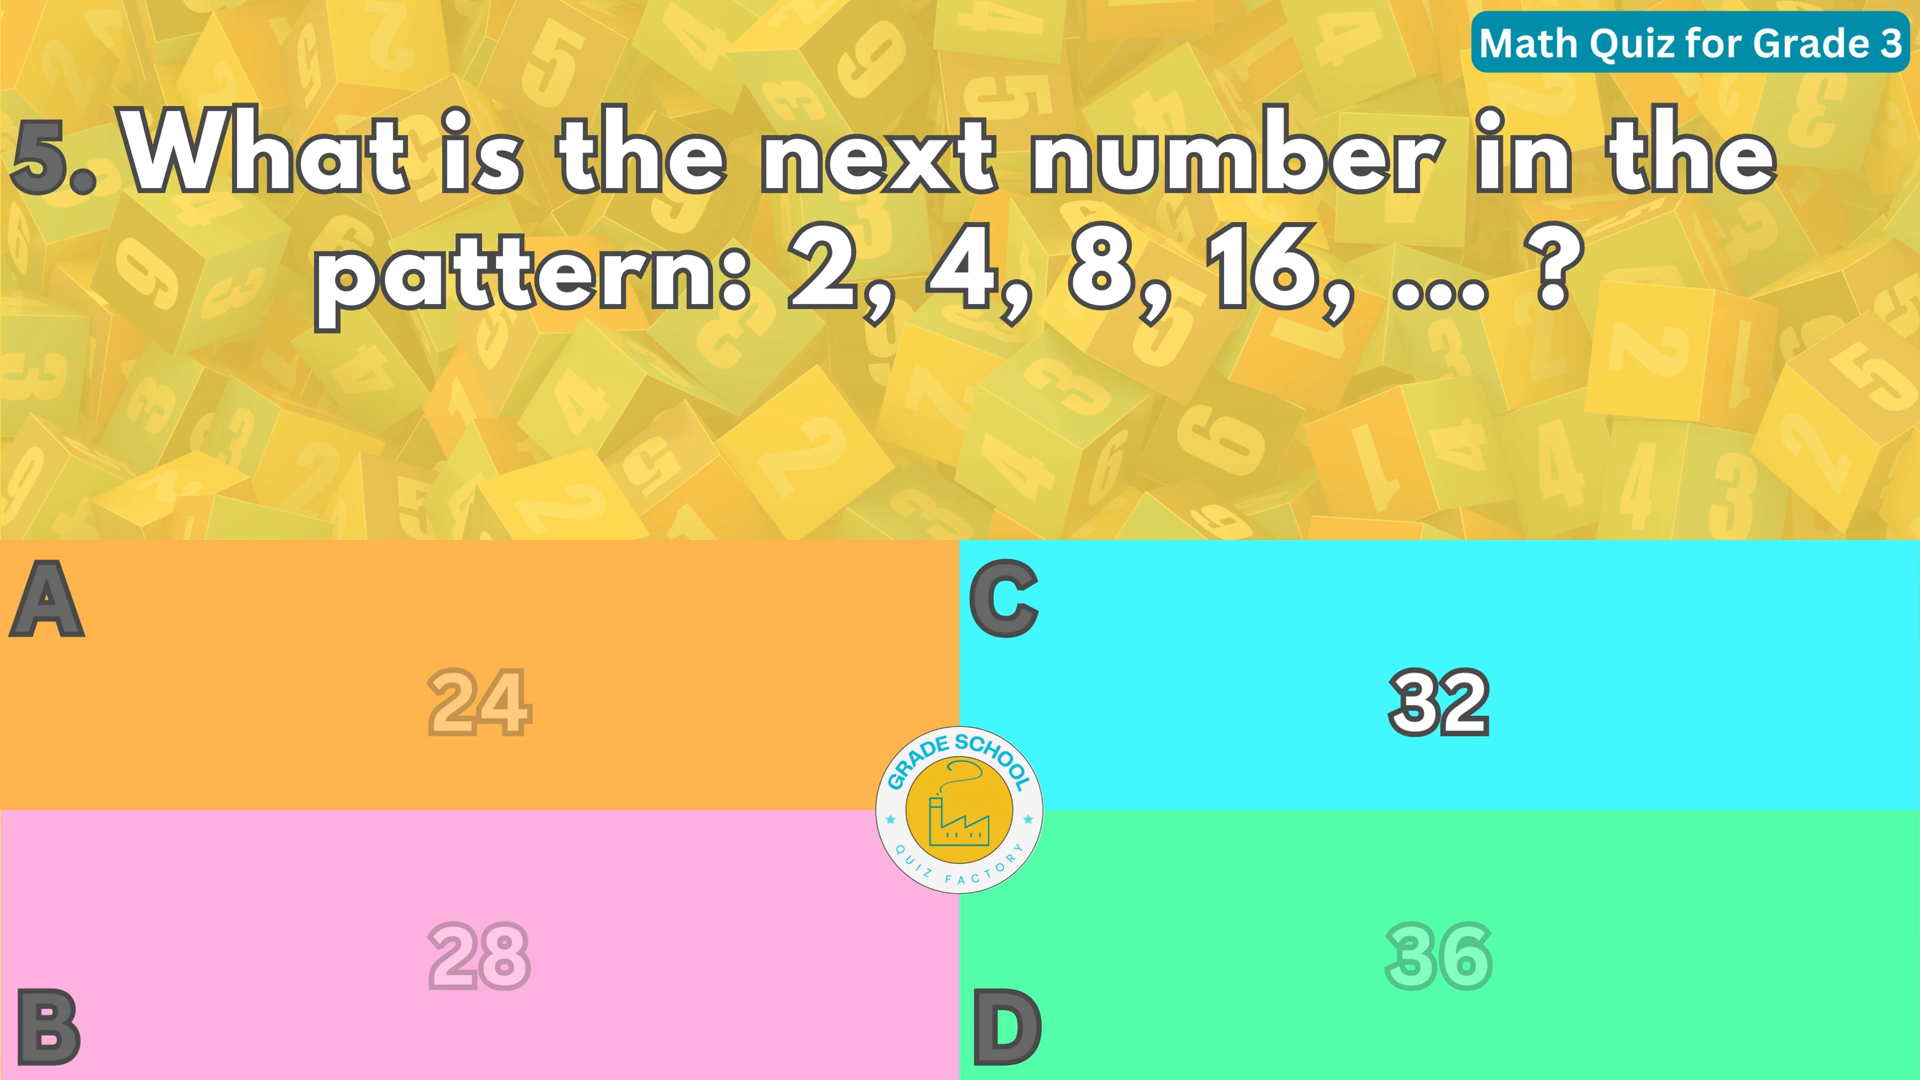 Math Quiz for Grade 3
5. What is the next number in the
pattern: 2, 4, 8, 16, ... ?
A
24
C
32
B
28
D
36
GRADE SCHOOL
QUIZ FACTORY